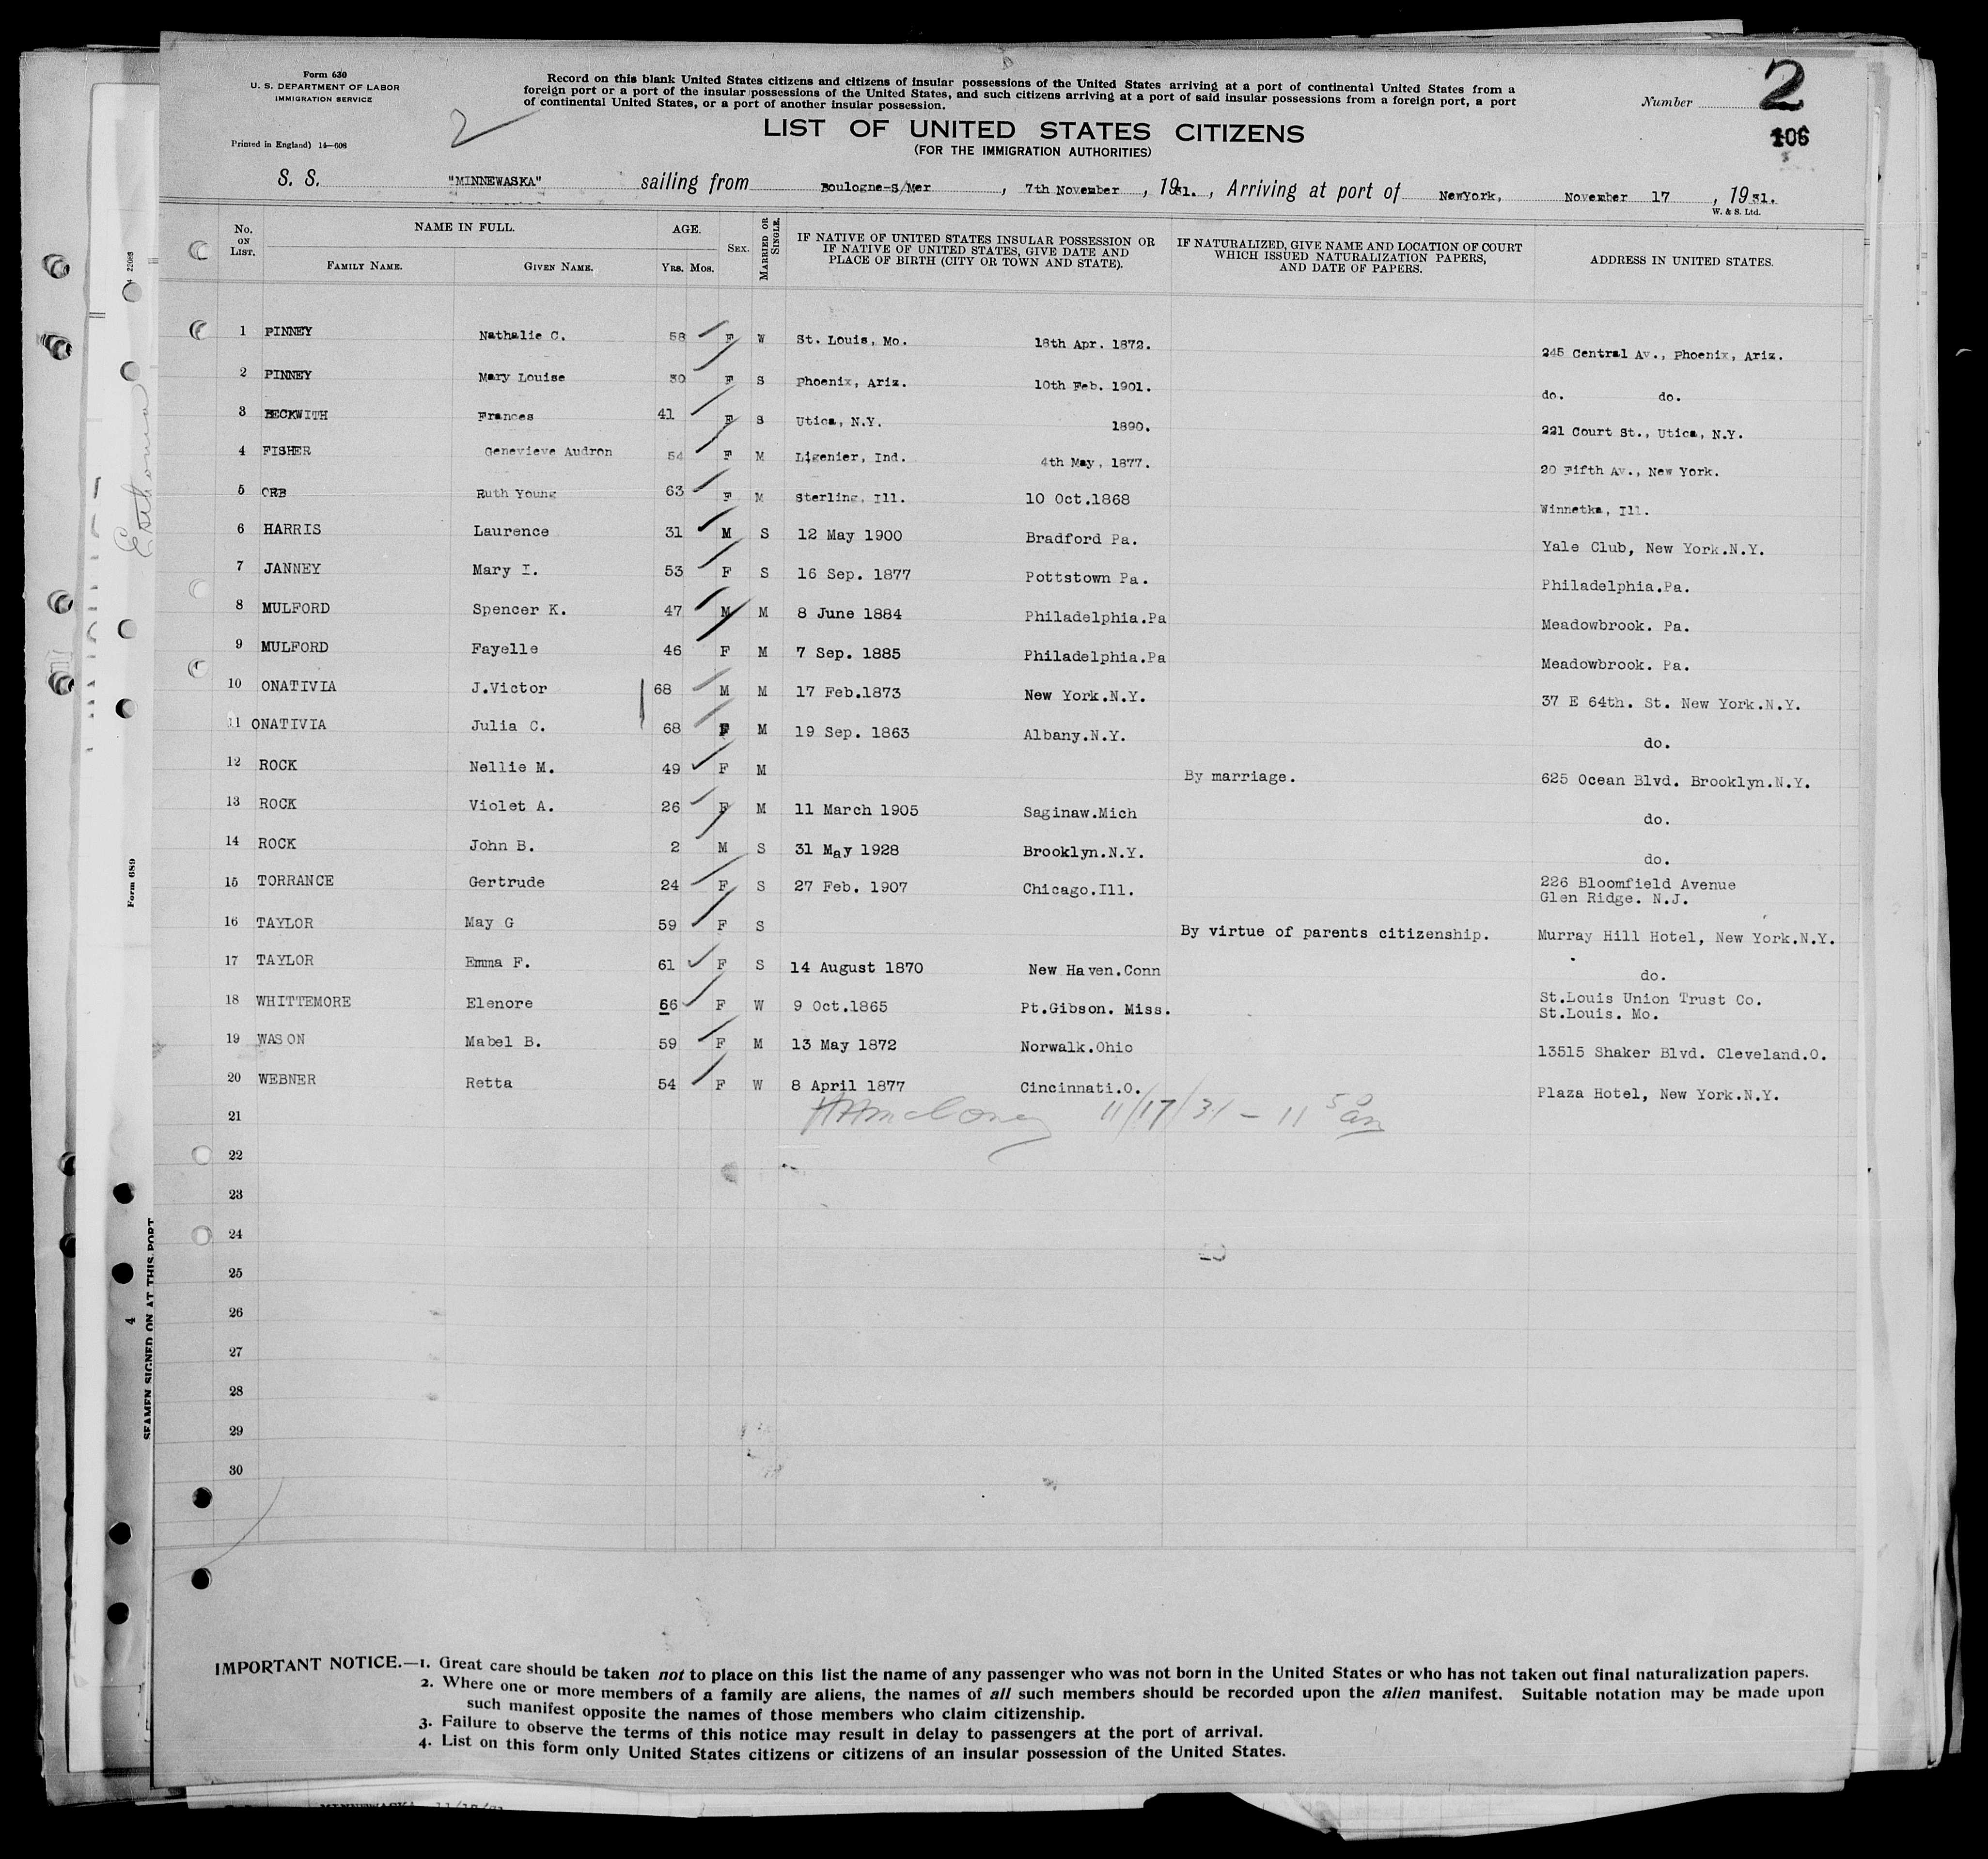 Form 630
U. S. DEPARTMENT OF LABOR
IMMIGRATION SERVICE
Printed in England) 14—608
Record on this blank United States citizens and citizens of insular possessions of the United States arriving at a port of continental United States from a
foreign port or a port of the insular possessions of the United States, and such citizens arriving at a port of said insular possessions from a foreign port, a port
of continental United States, or a port of another insular possession.
Number 2
106
2
LIST OF UNITED STATES CITIZENS
(FOR THE IMMIGRATION AUTHORITIES)
S. S. "MINNEWASKA" sailing from Boulogne-S/Mer, 7th November, 1931., Arriving at port of NewYork, November 17, 1931.
W. & S. Ltd.
No. ON LIST. NAME IN FULL. FAMILY NAME. GIVEN NAME. AGE. Yrs. Mos. SEX. MARRIED OR SINGLE. IF NATIVE OF UNITED STATES INSULAR POSSESSION OR IF NATIVE OF UNITED STATES, GIVE DATE AND PLACE OF BIRTH (CITY OR TOWN AND STATE). IF NATURALIZED, GIVE NAME AND LOCATION OF COURT WHICH ISSUED NATURALIZATION PAPERS, AND DATE OF PAPERS. ADDRESS IN UNITED STATES.
1 PINNEY Nathalie C. 58 F W St. Louis, Mo. 18th Apr. 1872. 245 Central Av., Phoenix, Ariz.
2 PINNEY Mary Louise 30 F S Phoenix, Ariz. 10th Feb. 1901. do. do.
3 BECKWITH Frances 41 F S Utica, N.Y. 1890. 221 Court St., Utica, N.Y.
4 FISHER Genevieve Audron 54 F M Ligenier, Ind. 4th May, 1877. 20 Fifth Av., New York.
5 ORB Ruth Young 63 F M Sterling, Ill. 10 Oct.1868 Winnetka, Ill.
6 HARRIS Laurence 31 M S 12 May 1900 Bradford Pa. Yale Club, New York.N.Y.
7 JANNEY Mary I. 53 F S 16 Sep. 1877 Pottstown Pa. Philadelphia.Pa.
8 MULFORD Spencer K. 47 M M 8 June 1884 Philadelphia.Pa Meadowbrook. Pa.
9 MULFORD Fayelle 46 F M 7 Sep. 1885 Philadelphia.Pa Meadowbrook. Pa.
10 ONATIVIA J.Victor 68 M M 17 Feb.1873 New York.N.Y. 37 E 64th. St. New York.N.Y.
11 ONATIVIA Julia C. 68 F M 19 Sep. 1863 Albany.N.Y. do.
12 ROCK Nellie M. 49 F M By marriage. 625 Ocean Blvd. Brooklyn.N.Y.
13 ROCK Violet A. 26 F M 11 March 1905 Saginaw.Mich do.
14 ROCK John B. 2 M S 31 May 1928 Brooklyn.N.Y. do.
15 TORRANCE Gertrude 24 F S 27 Feb. 1907 Chicago.Ill. 226 Bloomfield Avenue
Glen Ridge. N.J.
16 TAYLOR May G 59 F S By virtue of parents citizenship. Murray Hill Hotel, New York.N.Y.
17 TAYLOR Emma F. 61 F S 14 August 1870 New Haven.Conn do.
18 WHITTEMORE Elenore 66 F W 9 Oct.1865 Pt.Gibson. Miss. St.Louis Union Trust Co.
St.Louis. Mo.
19 WASON Mabel B. 59 F M 13 May 1872 Norwalk.Ohio 13515 Shaker Blvd. Cleveland.O.
20 WEBNER Retta 54 F W 8 April 1877 Cincinnati.O. Plaza Hotel, New York.N.Y.
21 11/17/31 — 11 50 am
22
23
24
25
26
27
28
29
30
IMPORTANT NOTICE.—1. Great care should be taken not to place on this list the name of any passenger who was not born in the United States or who has not taken out final naturalization papers.
2. Where one or more members of a family are aliens, the names of all such members should be recorded upon the alien manifest. Suitable notation may be made upon
such manifest opposite the names of those members who claim citizenship.
3. Failure to observe the terms of this notice may result in delay to passengers at the port of arrival.
4. List on this form only United States citizens or citizens of an insular possession of the United States.
Form 689
4
SEAMEN SIGNED ON AT THIS PORT